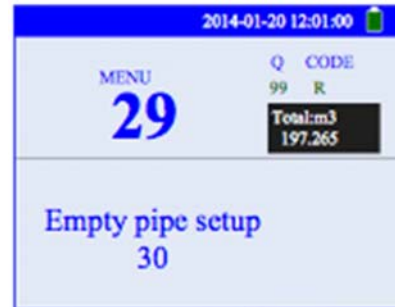 2014-01-20 12:01:00
MENU
29
Q CODE
99 R
Total:m3
197.265
Empty pipe setup
30